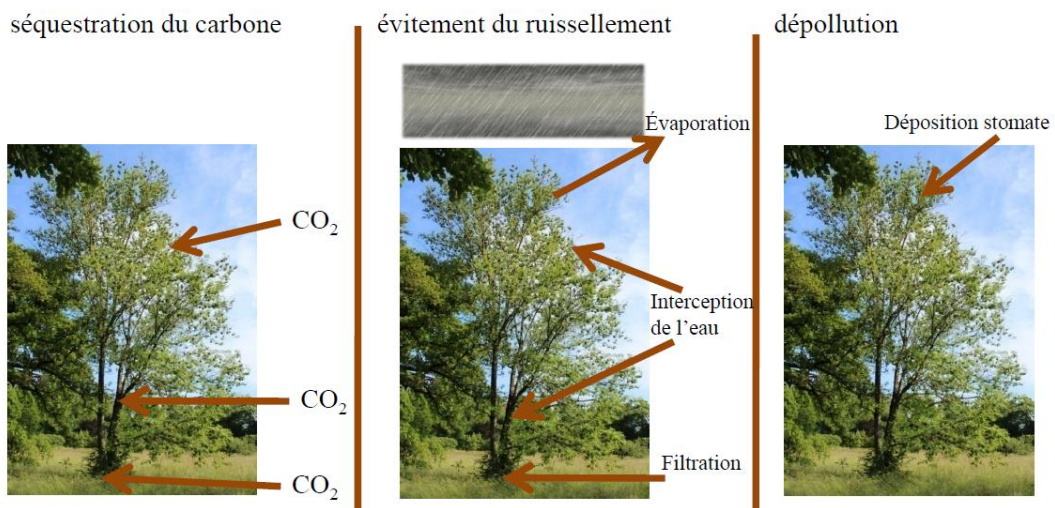 séquestration du carbone
évitement du ruissellement
dépollution
CO₂
CO₂
CO₂
Évaporation
Interception
de l’eau
Filtration
Déposition stomate